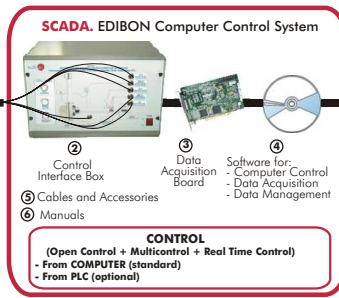 SCADA. EDIBON Computer Control System
②
Control
Interface Box
③
Data
Acquisition
Board
④
Software for:
- Computer Control
- Data Acquisition
- Data Management
⑤ Cables and Accessories
⑥ Manuals
CONTROL
(Open Control + Multicontrol + Real Time Control)
- From COMPUTER (standard)
- From PLC (optional)